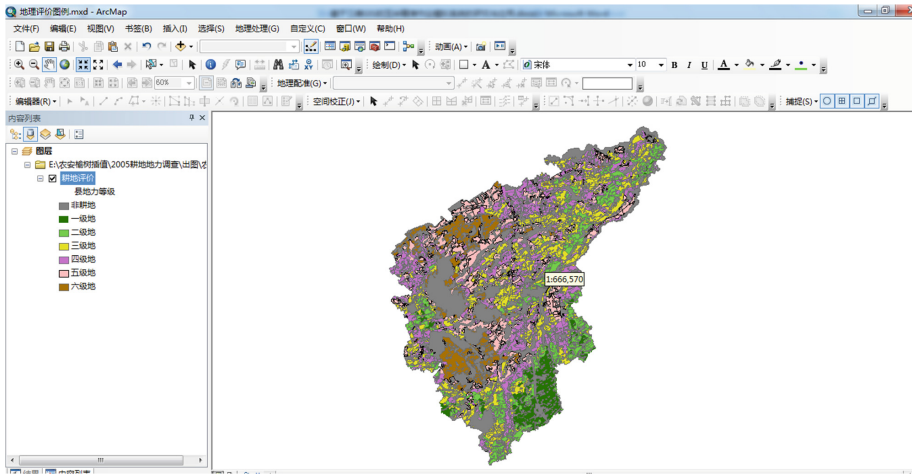 地理评价图例.mxd - ArcMap
文件(F) 编辑(E) 视图(V) 书签(B) 插入(I) 选择(S) 地理处理(G) 自定义(C) 窗口(W) 帮助(H)
动画(A)
绘制(D) A 宋体 10 B I U A
60% 地理配准(G)
编辑器(R) 空间校正(J) 捕捉(S)
内容列表
图层
E:\农安榆树插值\2005耕地地力调查\出图\
耕地评价
县地力等级
非耕地
一级地
二级地
三级地
四级地
五级地
六级地
1:666,570